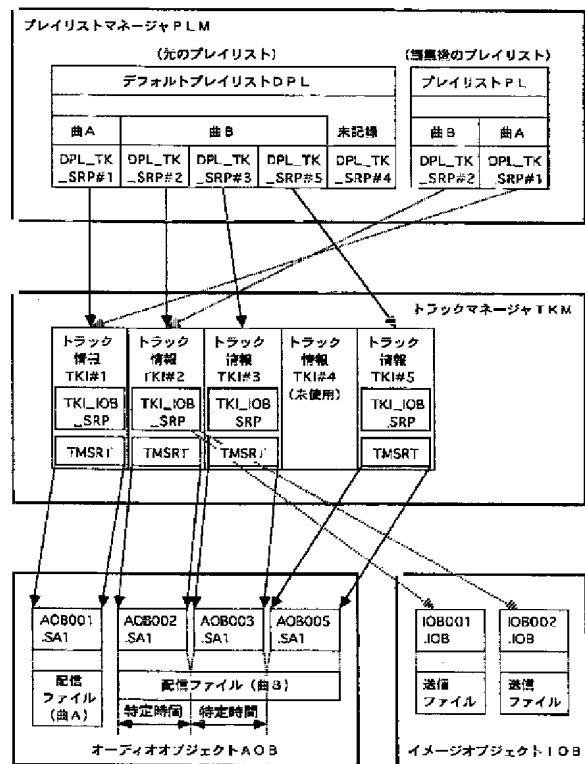 プレイリストマネージャPLM
(元のプレイリスト)
(編集後のプレイリスト)
デフォルトプレイリストDPL
プレイリストPL
曲A
曲B
未記録
曲B
曲A
DPL_TK
_SRP#1
DPL_TK
_SRP#2
DPL_TK
_SRP#3
DPL_TK
_SRP#5
DPL_TK
_SRP#4
DPL_TK
_SRP#2
DPL_TK
_SRP#1
トラックマネージャTKM
トラック
情報
TKI#1
トラック
情報
TKI#2
トラック
情報
TKI#3
トラック
情報
TKI#4
(未使用)
トラック
情報
TKI#5
TKI_IOB
_SRP
TKI_IOB
_SRP
TKI_IOB
_SRP
TKI_IOB
_SRP
TMSRT
TMSRT
TMSRT
TMSRT
AOB001
.SA1
AOB002
.SA1
AOB003
.SA1
AOB005
.SA1
IOB001
.IOB
IOB002
.IOB
配信
ファイル
(曲A)
配信ファイル(曲B)
送信
ファイル
送信
ファイル
特定時間
特定時間
オーディオオブジェクトAOB
イメージオブジェクトIOB